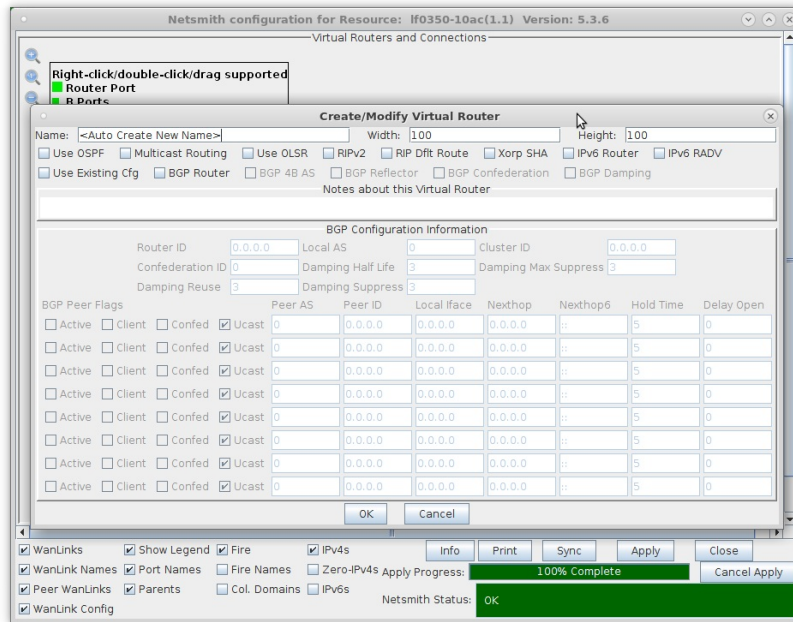 Netsmith configuration for Resource: lf0350-10ac(1.1) Version: 5.3.6
Virtual Routers and Connections
Right-click/double-click/drag supported
Router Port
R Ports
Create/Modify Virtual Router
Name: <Auto Create New Name> Width: 100 Height: 100
Use OSPF Multicast Routing Use OLSR RIPv2 RIP Dflt Route Xorp SHA IPv6 Router IPv6 RADV
Use Existing Cfg BGP Router BGP 4B AS BGP Reflector BGP Confederation BGP Damping
Notes about this Virtual Router
BGP Configuration Information
Router ID 0.0.0.0 Local AS 0 Cluster ID 0.0.0.0
Confederation ID 0 Damping Half Life 3 Damping Max Suppress 3
Damping Reuse 3 Damping Suppress 3
BGP Peer Flags Peer AS Peer ID Local Iface Nexthop Nexthop6 Hold Time Delay Open
Active Client Confed Ucast 0 0.0.0.0 0.0.0.0 0.0.0.0 :: 5 0
Active Client Confed Ucast 0 0.0.0.0 0.0.0.0 0.0.0.0 :: 5 0
Active Client Confed Ucast 0 0.0.0.0 0.0.0.0 0.0.0.0 :: 5 0
Active Client Confed Ucast 0 0.0.0.0 0.0.0.0 0.0.0.0 :: 5 0
Active Client Confed Ucast 0 0.0.0.0 0.0.0.0 0.0.0.0 :: 5 0
Active Client Confed Ucast 0 0.0.0.0 0.0.0.0 0.0.0.0 :: 5 0
Active Client Confed Ucast 0 0.0.0.0 0.0.0.0 0.0.0.0 :: 5 0
Active Client Confed Ucast 0 0.0.0.0 0.0.0.0 0.0.0.0 :: 5 0
OK Cancel
WanLinks Show Legend Fire IPv4s Info Print Sync Apply Close
WanLink Names Port Names Fire Names Zero-IPv4s Apply Progress: 100% Complete Cancel Apply
Peer WanLinks Parents Col. Domains IPv6s Netsmith Status: OK
WanLink Config